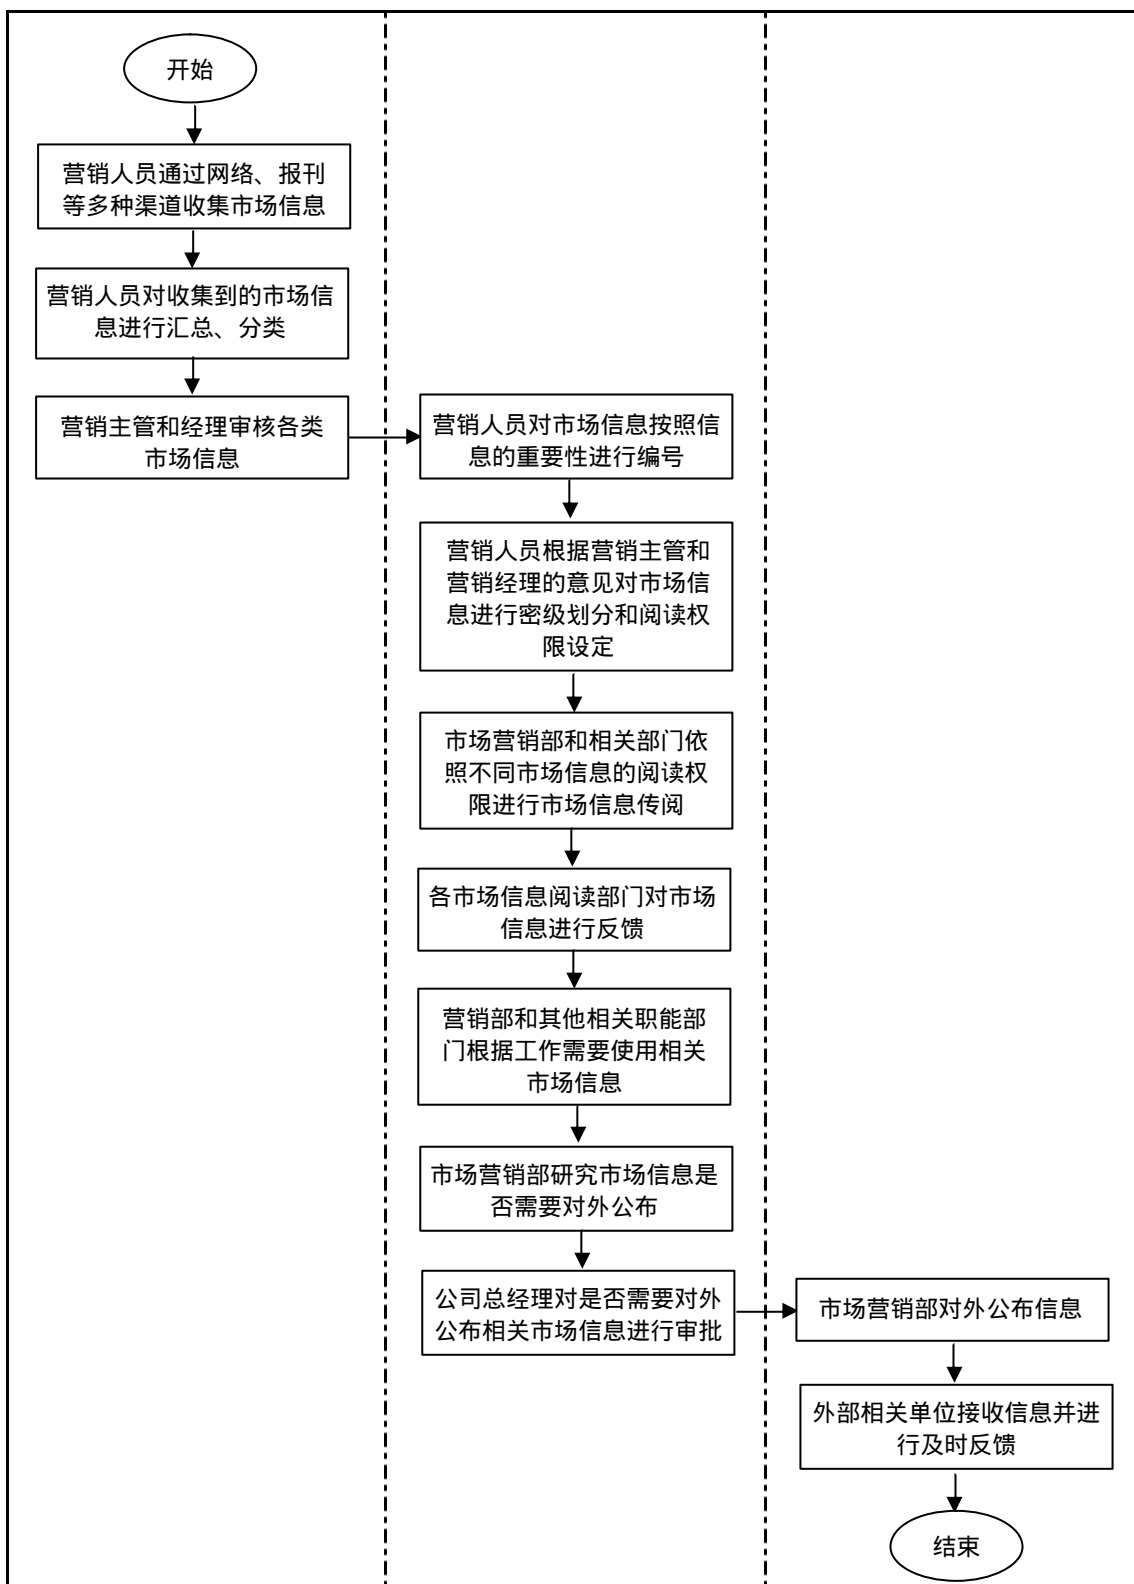 开始
营销人员通过网络、报刊
等多种渠道收集市场信息
营销人员对收集到的市场信
息进行汇总、分类
营销主管和经理审核各类
市场信息
营销人员对市场信息按照信
息的重要性进行编号
营销人员根据营销主管和
营销经理的意见对市场信
息进行密级划分和阅读权
限设定
市场营销部和相关部门依
照不同市场信息的阅读权
限进行市场信息传阅
各市场信息阅读部门对市场
信息进行反馈
营销部和其他相关职能部
门根据工作需要使用相关
市场信息
市场营销部研究市场信息是
否需要对外公布
公司总经理对是否需要对外
公布相关市场信息进行审批
市场营销部对外公布信息
外部相关单位接收信息并进
行及时反馈
结束